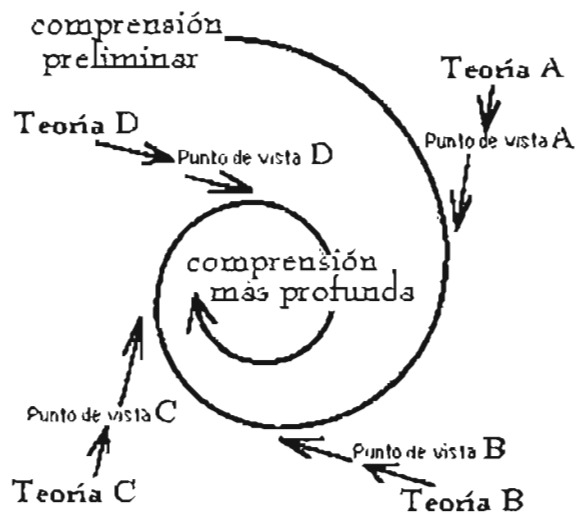 comprensión
preliminar
Teoría A
Punto de vista A
Teoría D
Punto de vista D
comprensión
más profunda
Punto de vista C
Teoría C
Punto de vista B
Teoría B